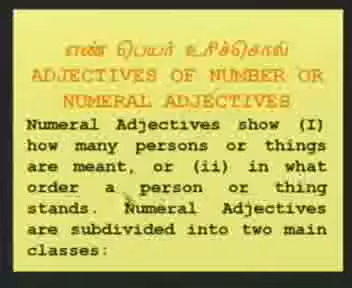 எண் பெயர் உரிச்சொல்
ADJECTIVES OF NUMBER OR
NUMERAL ADJECTIVES
Numeral Adjectives show (I)
how many persons or things
are meant, or (ii) in what
order a person or thing
stands. Numeral Adjectives
are subdivided into two main
classes: